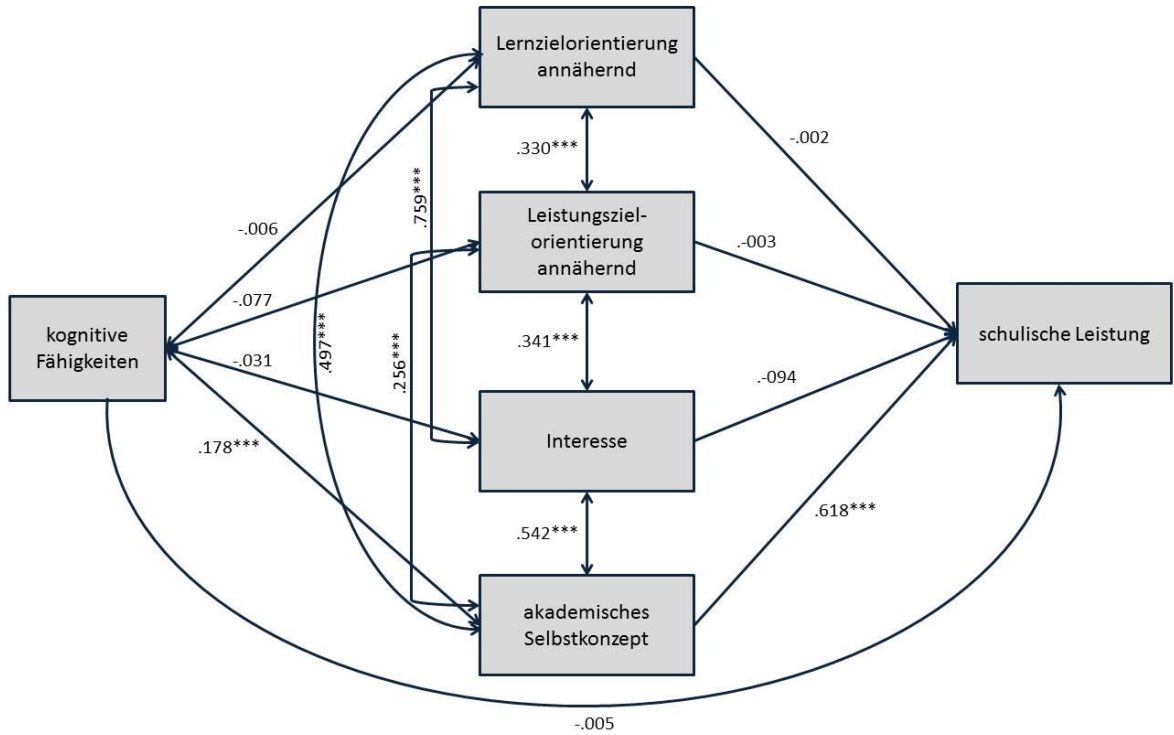 Lernzielorientierung
annähernd
-.002
.330***
.759***
-.006
Leistungsziel-
orientierung
annähernd
.-003
-.077
kognitive
Fähigkeiten
.497***
.256***
.341***
schulische Leistung
-.031
.-094
Interesse
.178***
.618***
.542***
akademisches
Selbstkonzept
-.005